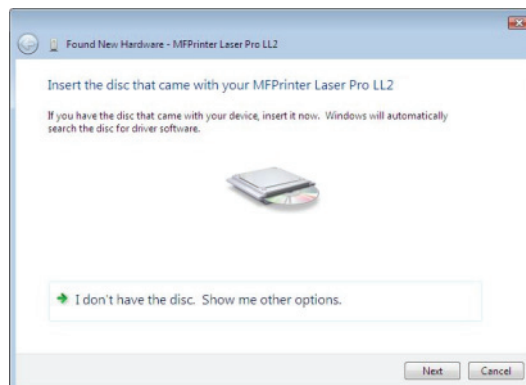 Found New Hardware - MFPrinter Laser Pro LL2
Insert the disc that came with your MFPrinter Laser Pro LL2
If you have the disc that came with your device, insert it now.  Windows will automatically
search the disc for driver software.
I don't have the disc.  Show me other options.
Next
Cancel